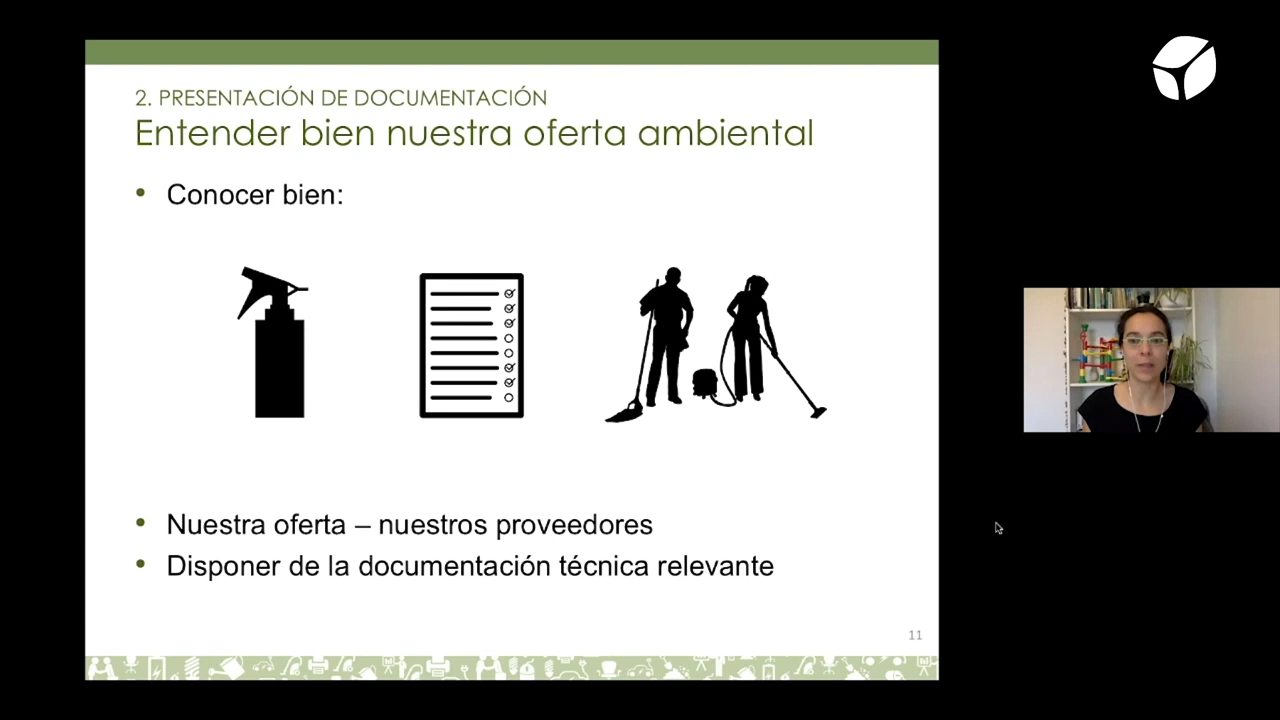 2. PRESENTACIÓN DE DOCUMENTACIÓN
Entender bien nuestra oferta ambiental
• Conocer bien:
• Nuestra oferta – nuestros proveedores
• Disponer de la documentación técnica relevante
11